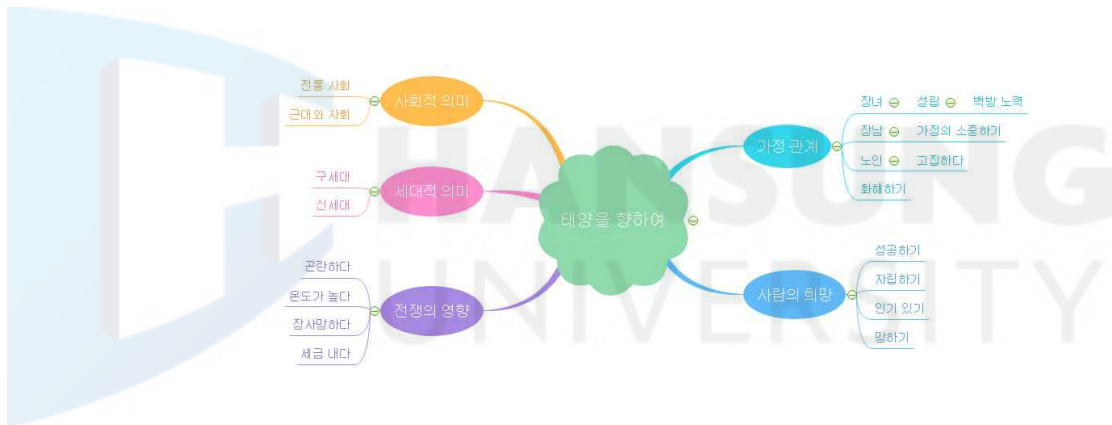 태양을 향하여
사회적 의미
전통 사회
근대와 사회
세대적 의미
구세대
신세대
전쟁의 영향
곤란하다
온도가 높다
장사망하다
세금 내다
가정 관계
장녀 설립 백방 노력
장남 가정의 소중하기
노인 고집하다
화해하기
사람의 희망
성공하기
자립하기
인기 있기
망하기
HANSUNG
UNIVERSITY